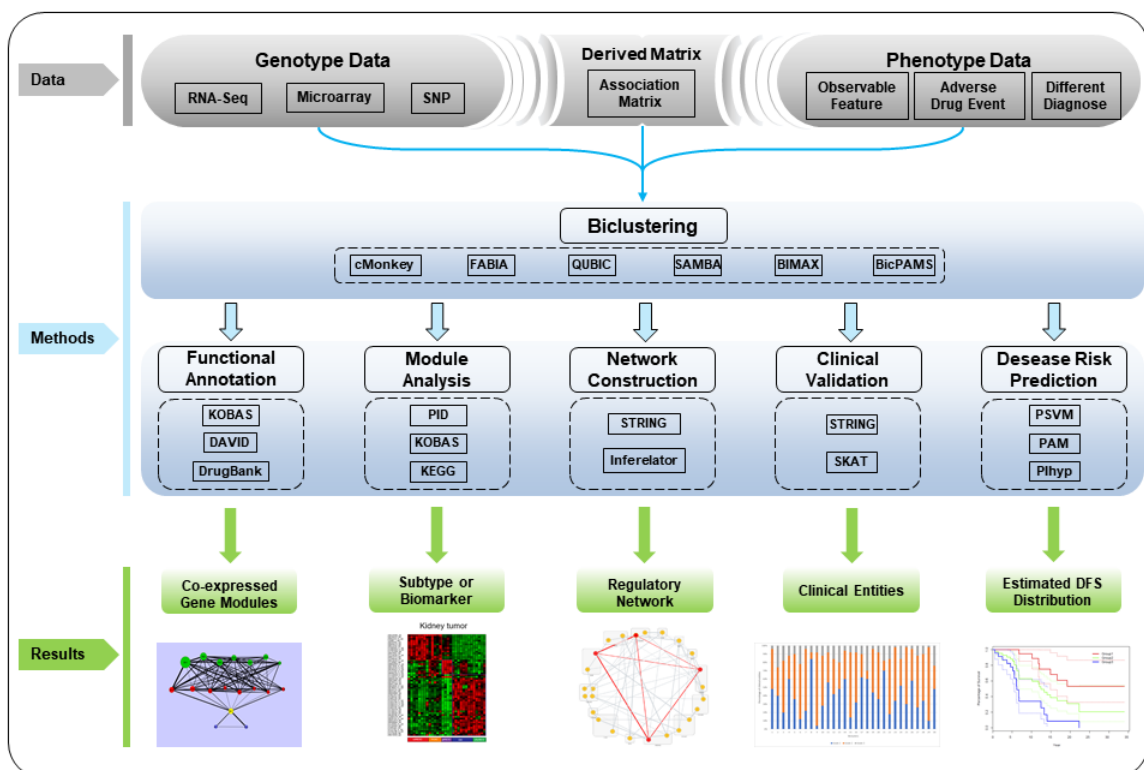 Data
Genotype Data
RNA-Seq
Microarray
SNP
Derived Matrix
Association
Matrix
Phenotype Data
Observable
Feature
Adverse
Drug Event
Different
Diagnose
Methods
Biclustering
cMonkey
FABIA
QUBIC
SAMBA
BIMAX
BicPAMS
Functional
Annotation
KOBAS
DAVID
DrugBank
Module
Analysis
PID
KOBAS
KEGG
Network
Construction
STRING
Inferelator
Clinical
Validation
STRING
SKAT
Desease Risk
Prediction
PSVM
PAM
PIhyp
Results
Co-expressed
Gene Modules
Subtype or
Biomarker
Kidney tumor
Regulatory
Network
Clinical Entities
Estimated DFS
Distribution